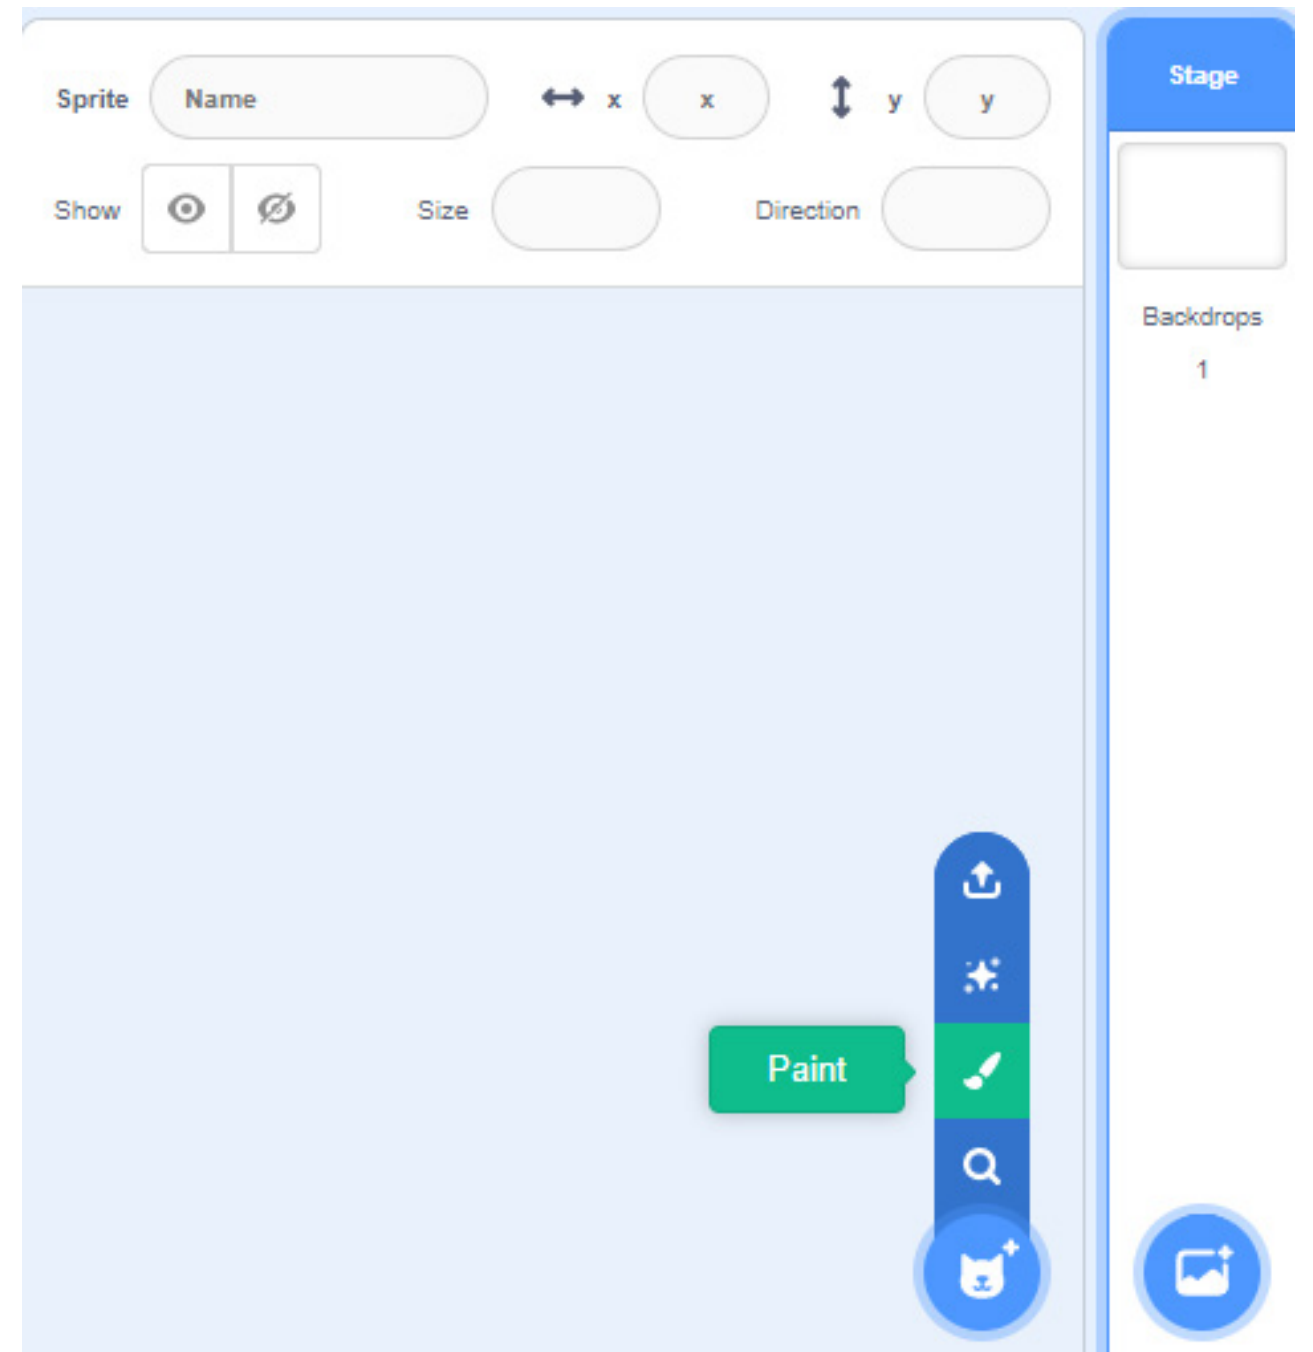 Sprite Name x x y y
Stage
Show Size Direction
Backdrops
1
Paint